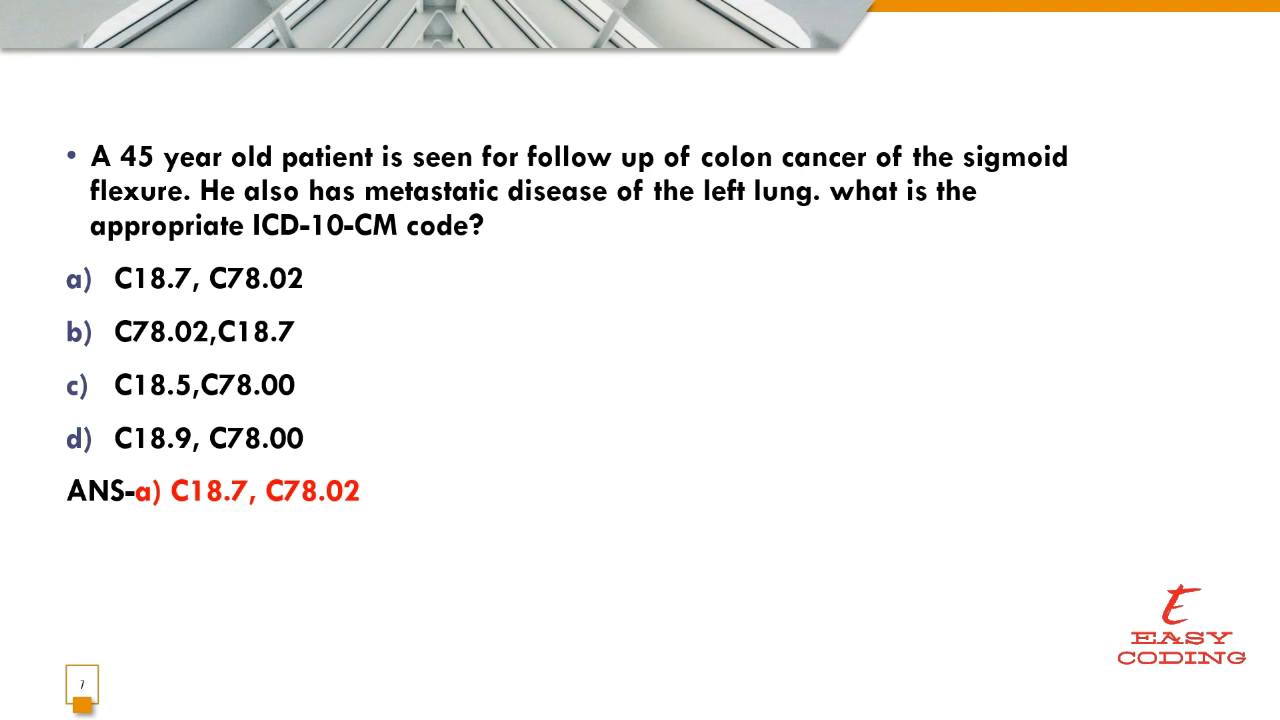 • A 45 year old patient is seen for follow up of colon cancer of the sigmoid
flexure. He also has metastatic disease of the left lung. what is the
appropriate ICD-10-CM code?
a) C18.7, C78.02
b) C78.02,C18.7
c) C18.5,C78.00
d) C18.9, C78.00
ANS-a) C18.7, C78.02
E
EASY
CODING
7